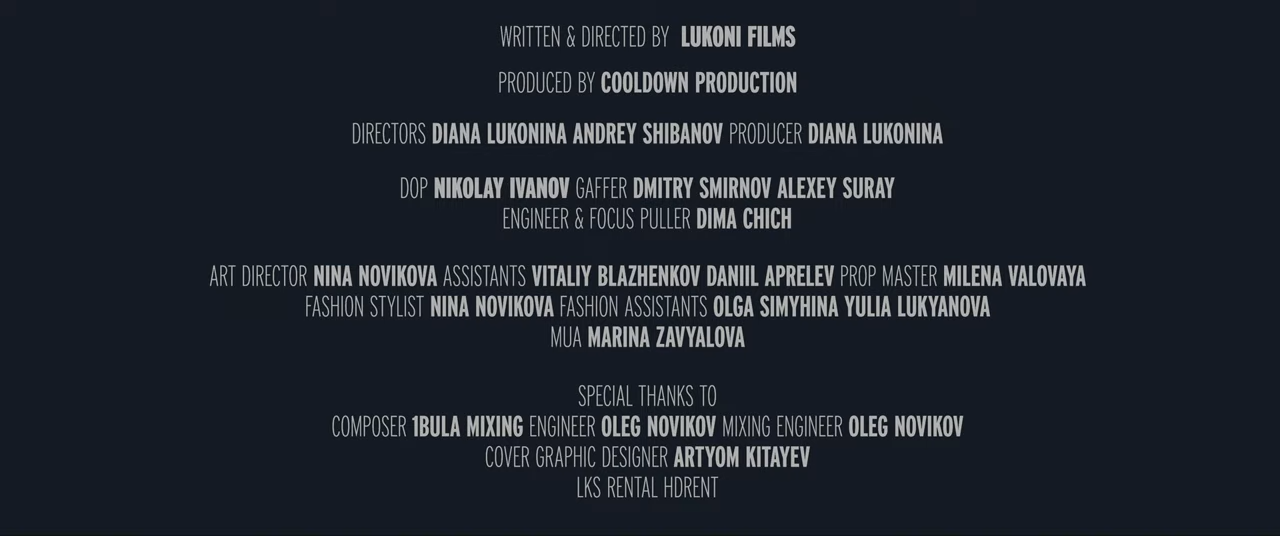 WRITTEN & DIRECTED BY LUKONI FILMS
PRODUCED BY COOLDOWN PRODUCTION
DIRECTORS DIANA LUKONINA ANDREY SHIBANOV PRODUCER DIANA LUKONINA
DOP NIKOLAY IVANOV GAFFER DMITRY SMIRNOV ALEXEY SURAY
ENGINEER & FOCUS PULLER DIMA CHICH
ART DIRECTOR NINA NOVIKOVA ASSISTANTS VITALIY BLAZHENKOV DANIIL APRELEV PROP MASTER MILENA VALOVAYA
FASHION STYLIST NINA NOVIKOVA FASHION ASSISTANTS OLGA SIMYHINA YULIA LUKYANOVA
MUA MARINA ZAVYALOVA
SPECIAL THANKS TO
COMPOSER 1BULA MIXING ENGINEER OLEG NOVIKOV MIXING ENGINEER OLEG NOVIKOV
COVER GRAPHIC DESIGNER ARTYOM KITAYEV
LKS RENTAL HDRENT